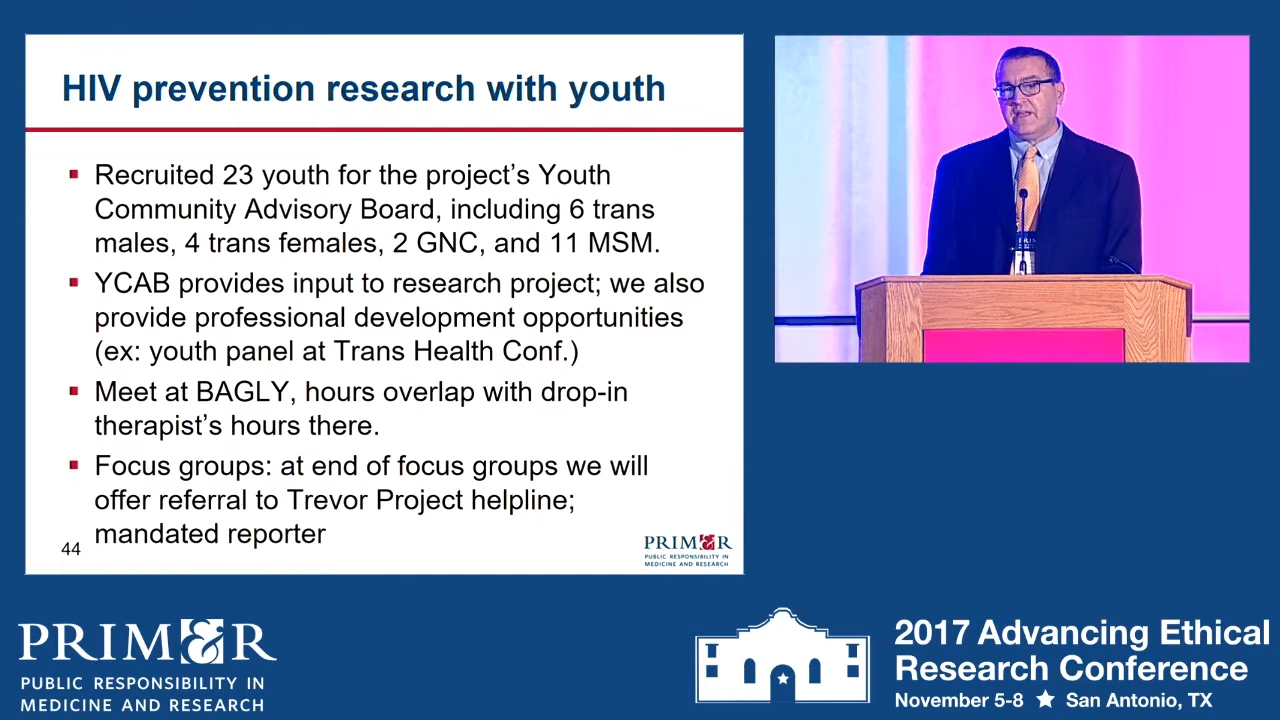 HIV prevention research with youth
Recruited 23 youth for the project's Youth
Community Advisory Board, including 6 trans
males, 4 trans females, 2 GNC, and 11 MSM.
YCAB provides input to research project; we also
provide professional development opportunities
(ex: youth panel at Trans Health Conf.)
Meet at BAGLY, hours overlap with drop-in
therapist's hours there.
Focus groups: at end of focus groups we will
offer referral to Trevor Project helpline;
mandated reporter
44
PRIM&R
PUBLIC RESPONSIBILITY IN
MEDICINE AND RESEARCH
PRIM&R
PUBLIC RESPONSIBILITY IN
MEDICINE AND RESEARCH
2017 Advancing Ethical
Research Conference
November 5-8 ★ San Antonio, TX